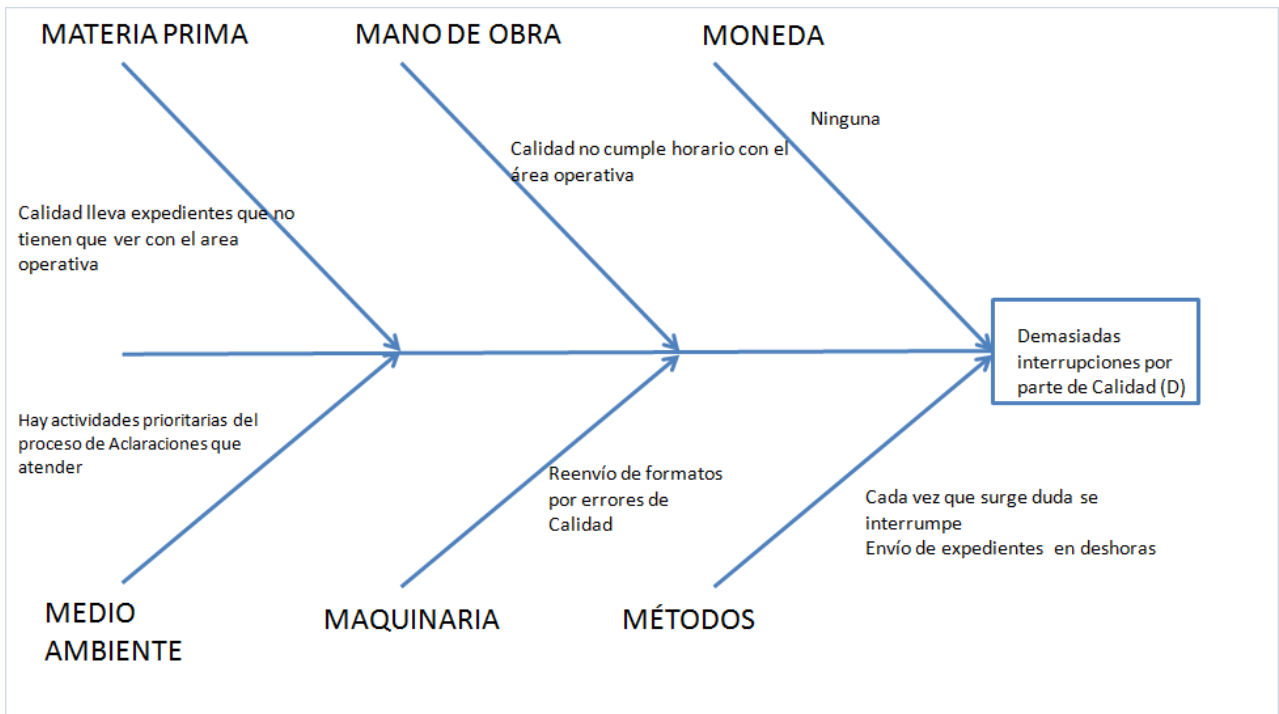 MATERIA PRIMA
MANO DE OBRA
MONEDA
Ninguna
Calidad no cumple horario con el
área operativa
Calidad lleva expedientes que no
tienen que ver con el area
operativa
Demasiadas
interrupciones por
parte de Calidad (D)
Hay actividades prioritarias del
proceso de Aclaraciones que
atender
Reenvío de formatos
por errores de
Calidad
Cada vez que surge duda se
interrumpe
Envío de expedientes en deshoras
MEDIO
AMBIENTE
MAQUINARIA
MÉTODOS